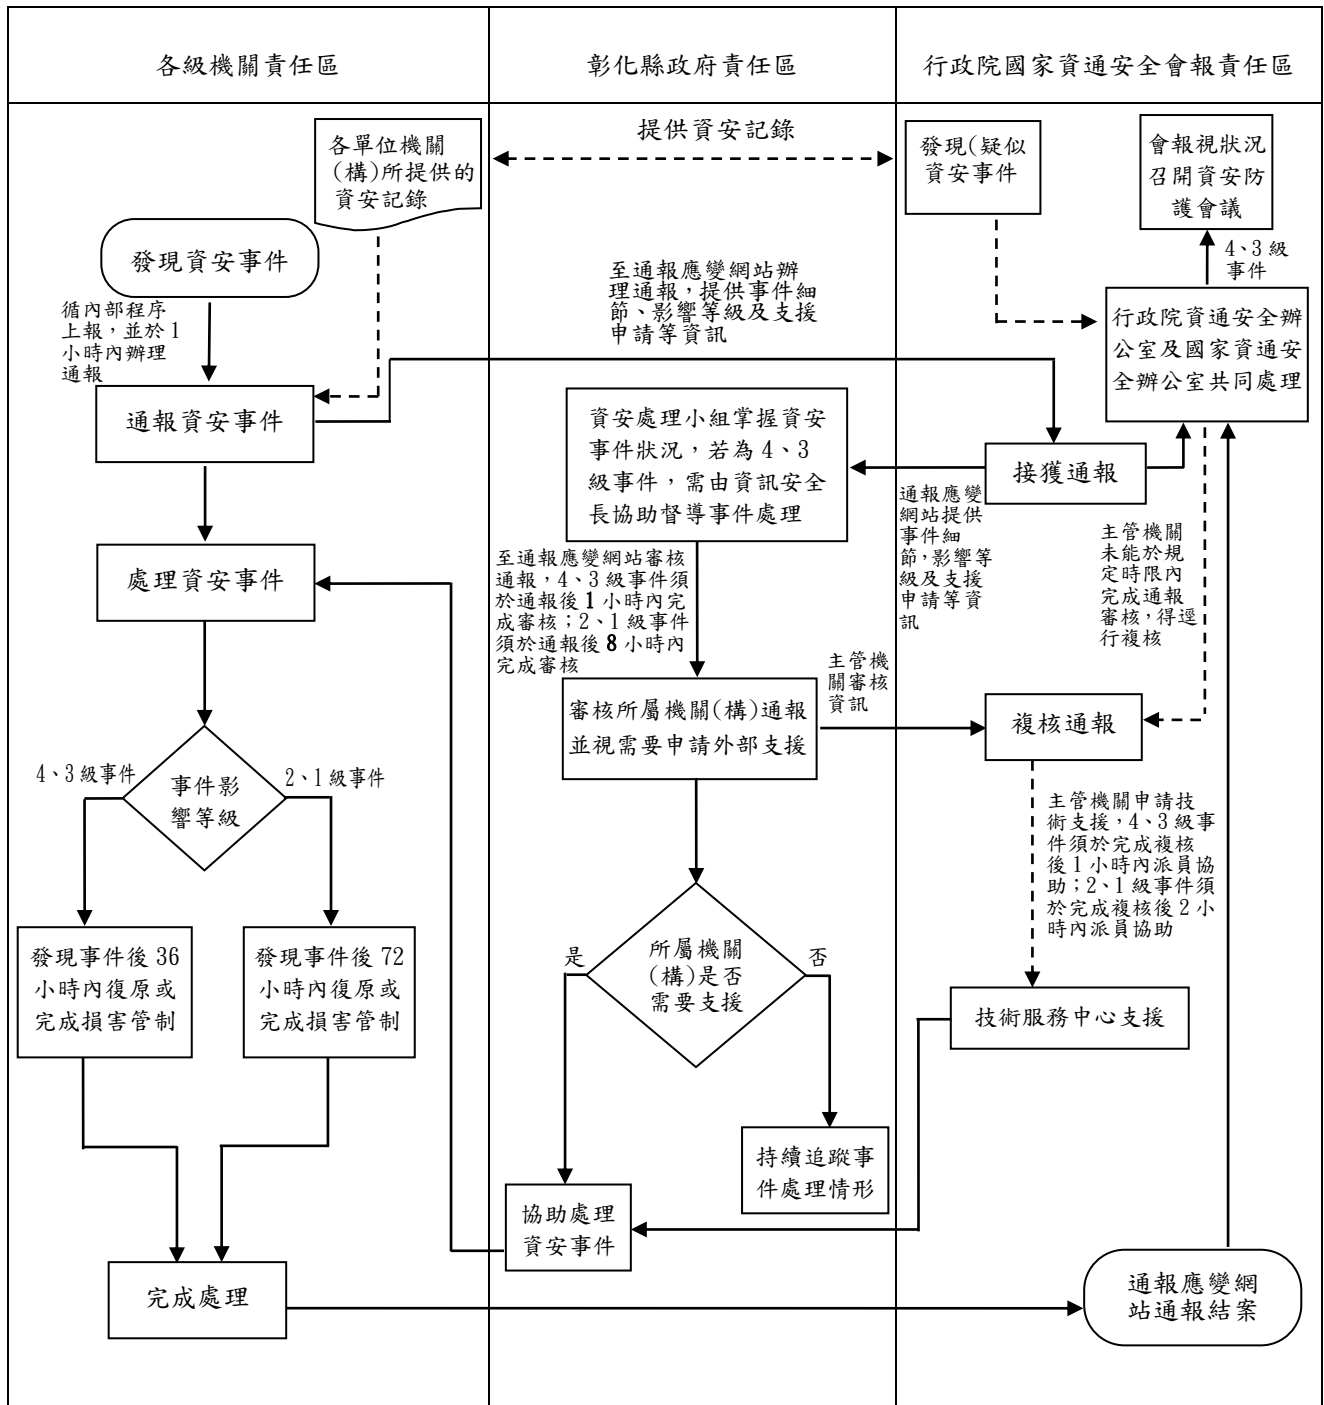 各級機關責任區
彰化縣政府責任區
行政院國家資通安全會報責任區
各單位機關
(構)所提供的
資安記錄
提供資安記錄
發現(疑似
資安事件
會報視狀況
召開資安防
護會議
4、3 級
事件
發現資安事件
循內部程序
上報，並於 1
小時內辦理
通報
至通報應變網站辦
理通報，提供事件細
節、影響等級及支援
申請等資訊
行政院資通安全辦
公室及國家資通安
全辦公室共同處理
通報資安事件
資安處理小組掌握資安
事件狀況，若為 4、3
級事件，需由資訊安全
長協助督導事件處理
接獲通報
通報應變
網站提供
事件細
節，影響等
級及支援
申請等資
訊
主管機關
未能於規
定時限內
完成通報
審核，得逕
行複核
處理資安事件
至通報應變網站審核
通報，4、3 級事件須
於通報後 1 小時內完
成審核；2、1 級事件
須於通報後 8 小時內
完成審核
主管機
關審核
資訊
審核所屬機關(構)通報
並視需要申請外部支援
複核通報
4、3 級事件
事件影
響等級
2、1 級事件
主管機關申請技
術支援，4、3 級事
件須於完成複核
後 1 小時內派員協
助；2、1 級事件須
於完成複核後 2 小
時內派員協助
發現事件後 36
小時內復原或
完成損害管制
發現事件後 72
小時內復原或
完成損害管制
是
所屬機關
(構)是否
需要支援
否
技術服務中心支援
持續追蹤事
件處理情形
協助處理
資安事件
完成處理
通報應變網
站通報結案